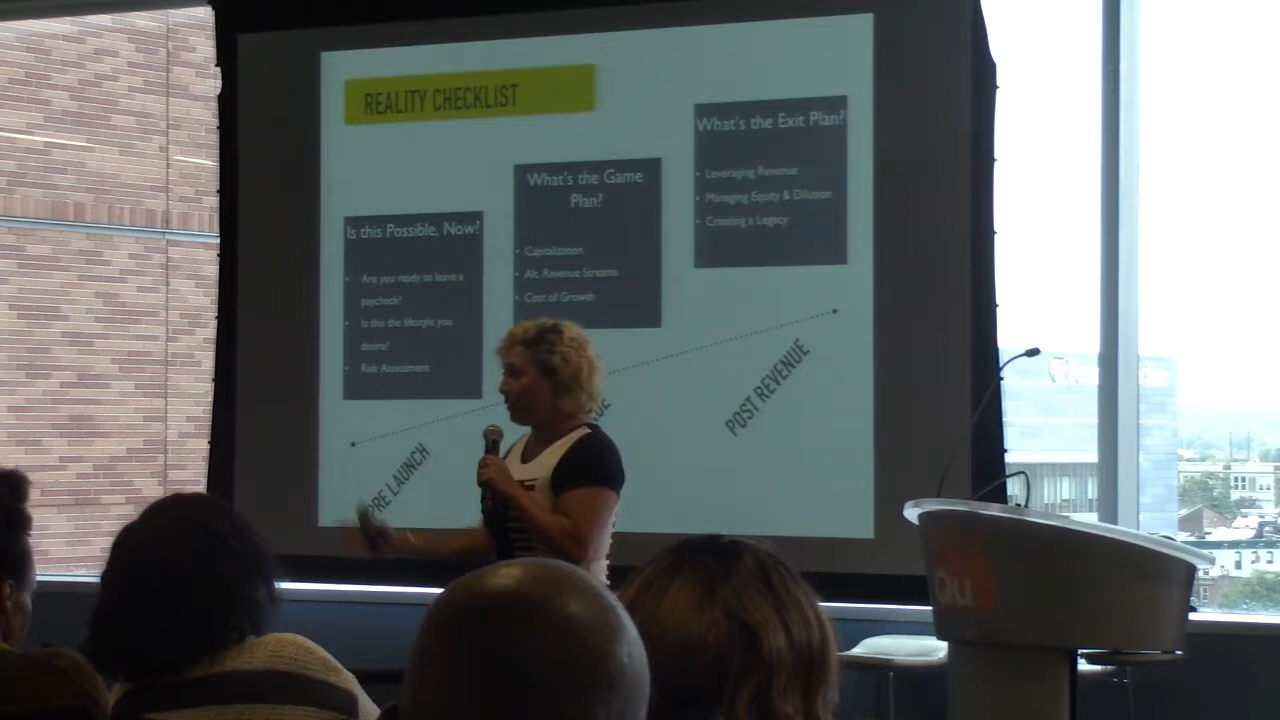 REALITY CHECKLIST
Is this Possible, Now?
• Are you ready to leave a
paycheck?
• Is this the lifestyle you
desire?
• Risk Assessment
What's the Game
Plan?
• Capitalization
• Alt. Revenue Streams
• Cost of Growth
What's the Exit Plan?
• Leveraging Revenue
• Managing Equity & Dilution
• Creating a Legacy
PRE LAUNCH
UE
POST REVENUE
Qu